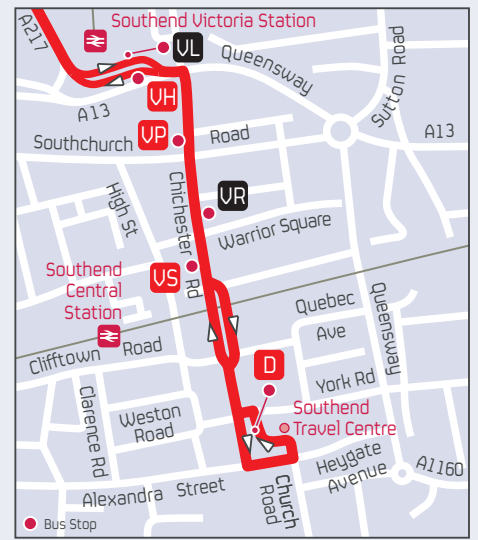 Southend Victoria Station
A217
VL
Queensway
Sutton Road
VH
A13
VP
Southchurch Road
A13
High St
Chichester Rd
VR
Warrior Square
VS
Southend
Central
Station
Quebec
Ave
Queensway
Clifftown Road
D
York Rd
Clarence Rd
Weston
Road
Southend
Travel Centre
Heygate
Avenue
A1160
Alexandra Street
Church
Road
Bus Stop